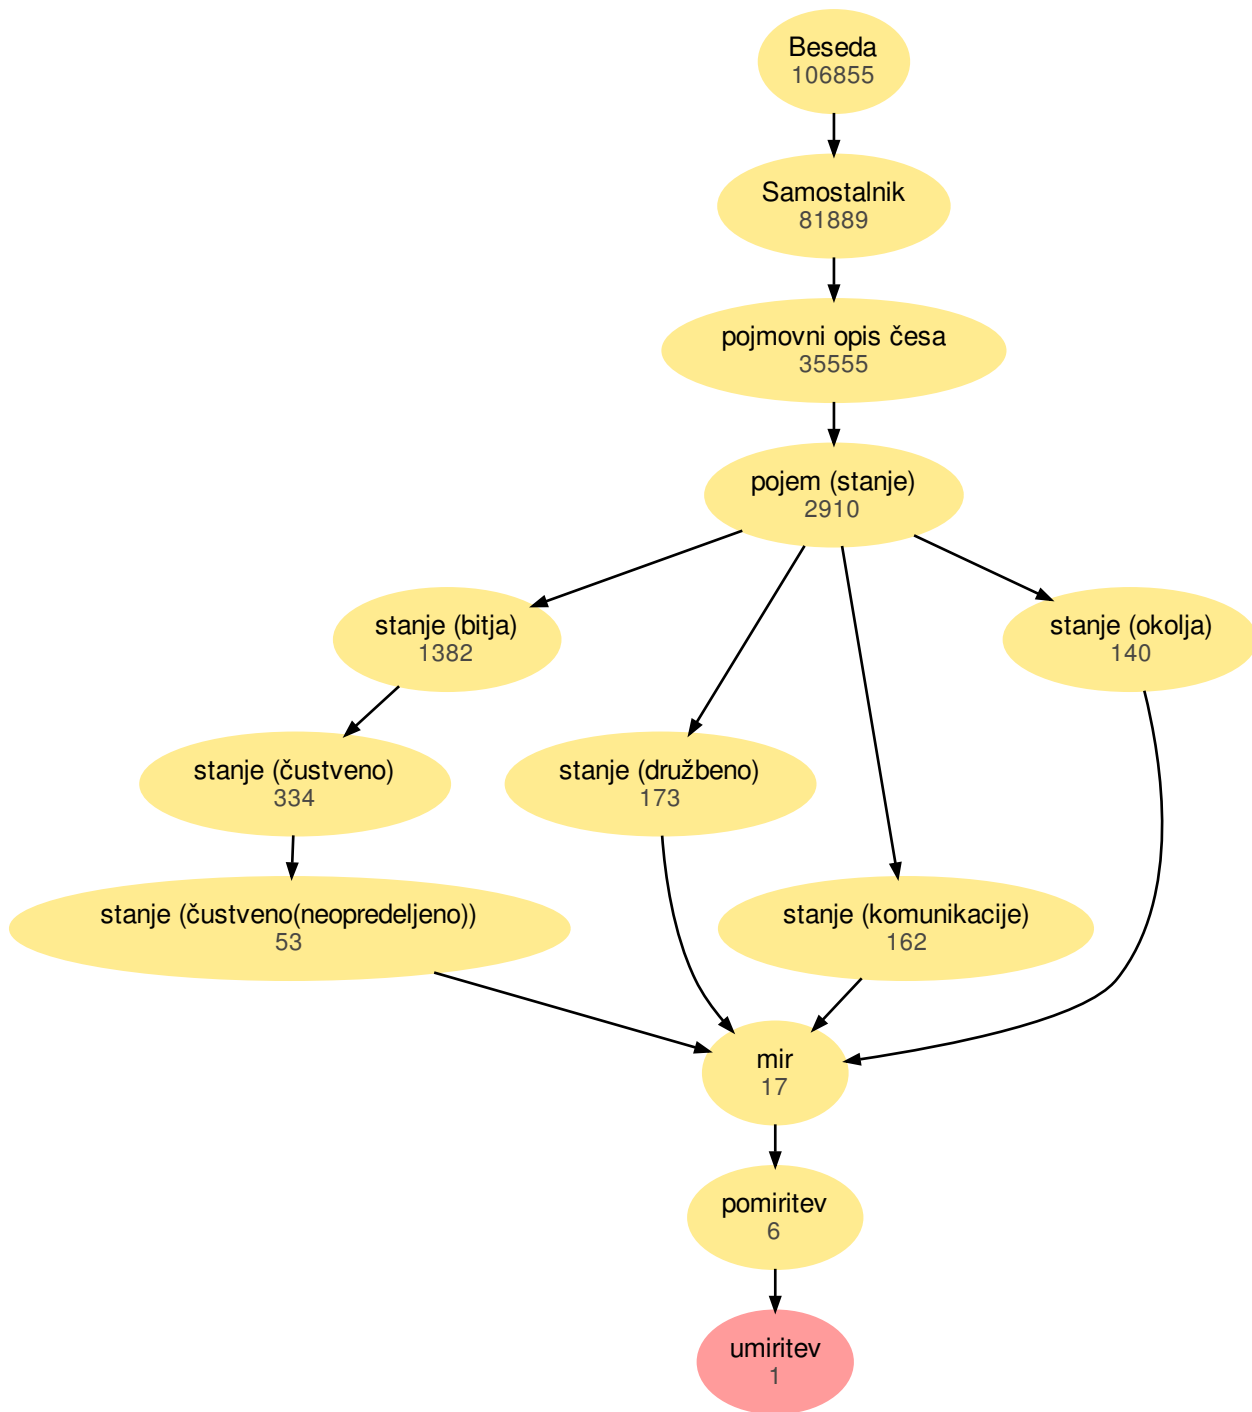 Beseda
106855
Samostalnik
81889
pojmovni opis česa
35555
pojem (stanje)
2910
stanje (bitja)
1382
stanje (okolja)
140
stanje (čustveno)
334
stanje (družbeno)
173
stanje (čustveno(neopredeljeno))
53
stanje (komunikacije)
162
mir
17
pomiritev
6
umiritev
1